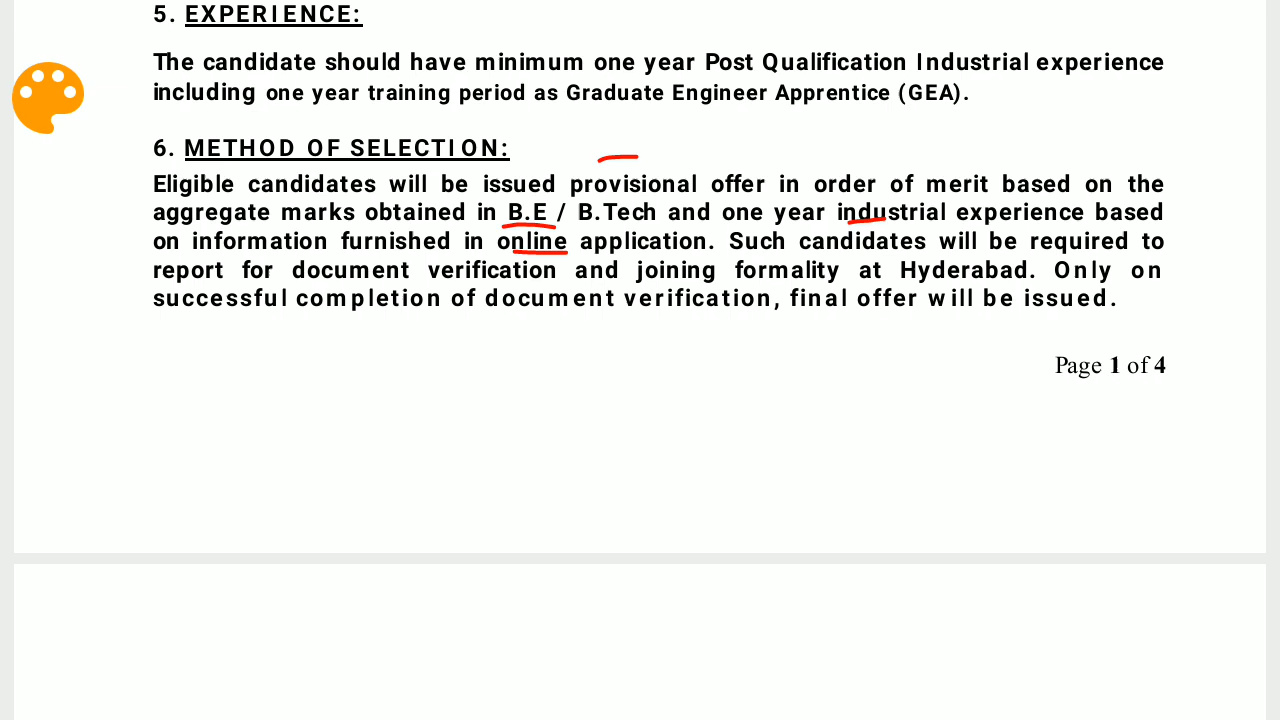 5. EXPERIENCE:
The candidate should have minimum one year Post Qualification Industrial experience
including one year training period as Graduate Engineer Apprentice (GEA).
6. METHOD OF SELECTION:
Eligible candidates will be issued provisional offer in order of merit based on the
aggregate marks obtained in B.E / B.Tech and one year industrial experience based
on information furnished in online application. Such candidates will be required to
report for document verification and joining formality at Hyderabad. Only on
successful completion of document verification, final offer will be issued.
Page 1 of 4